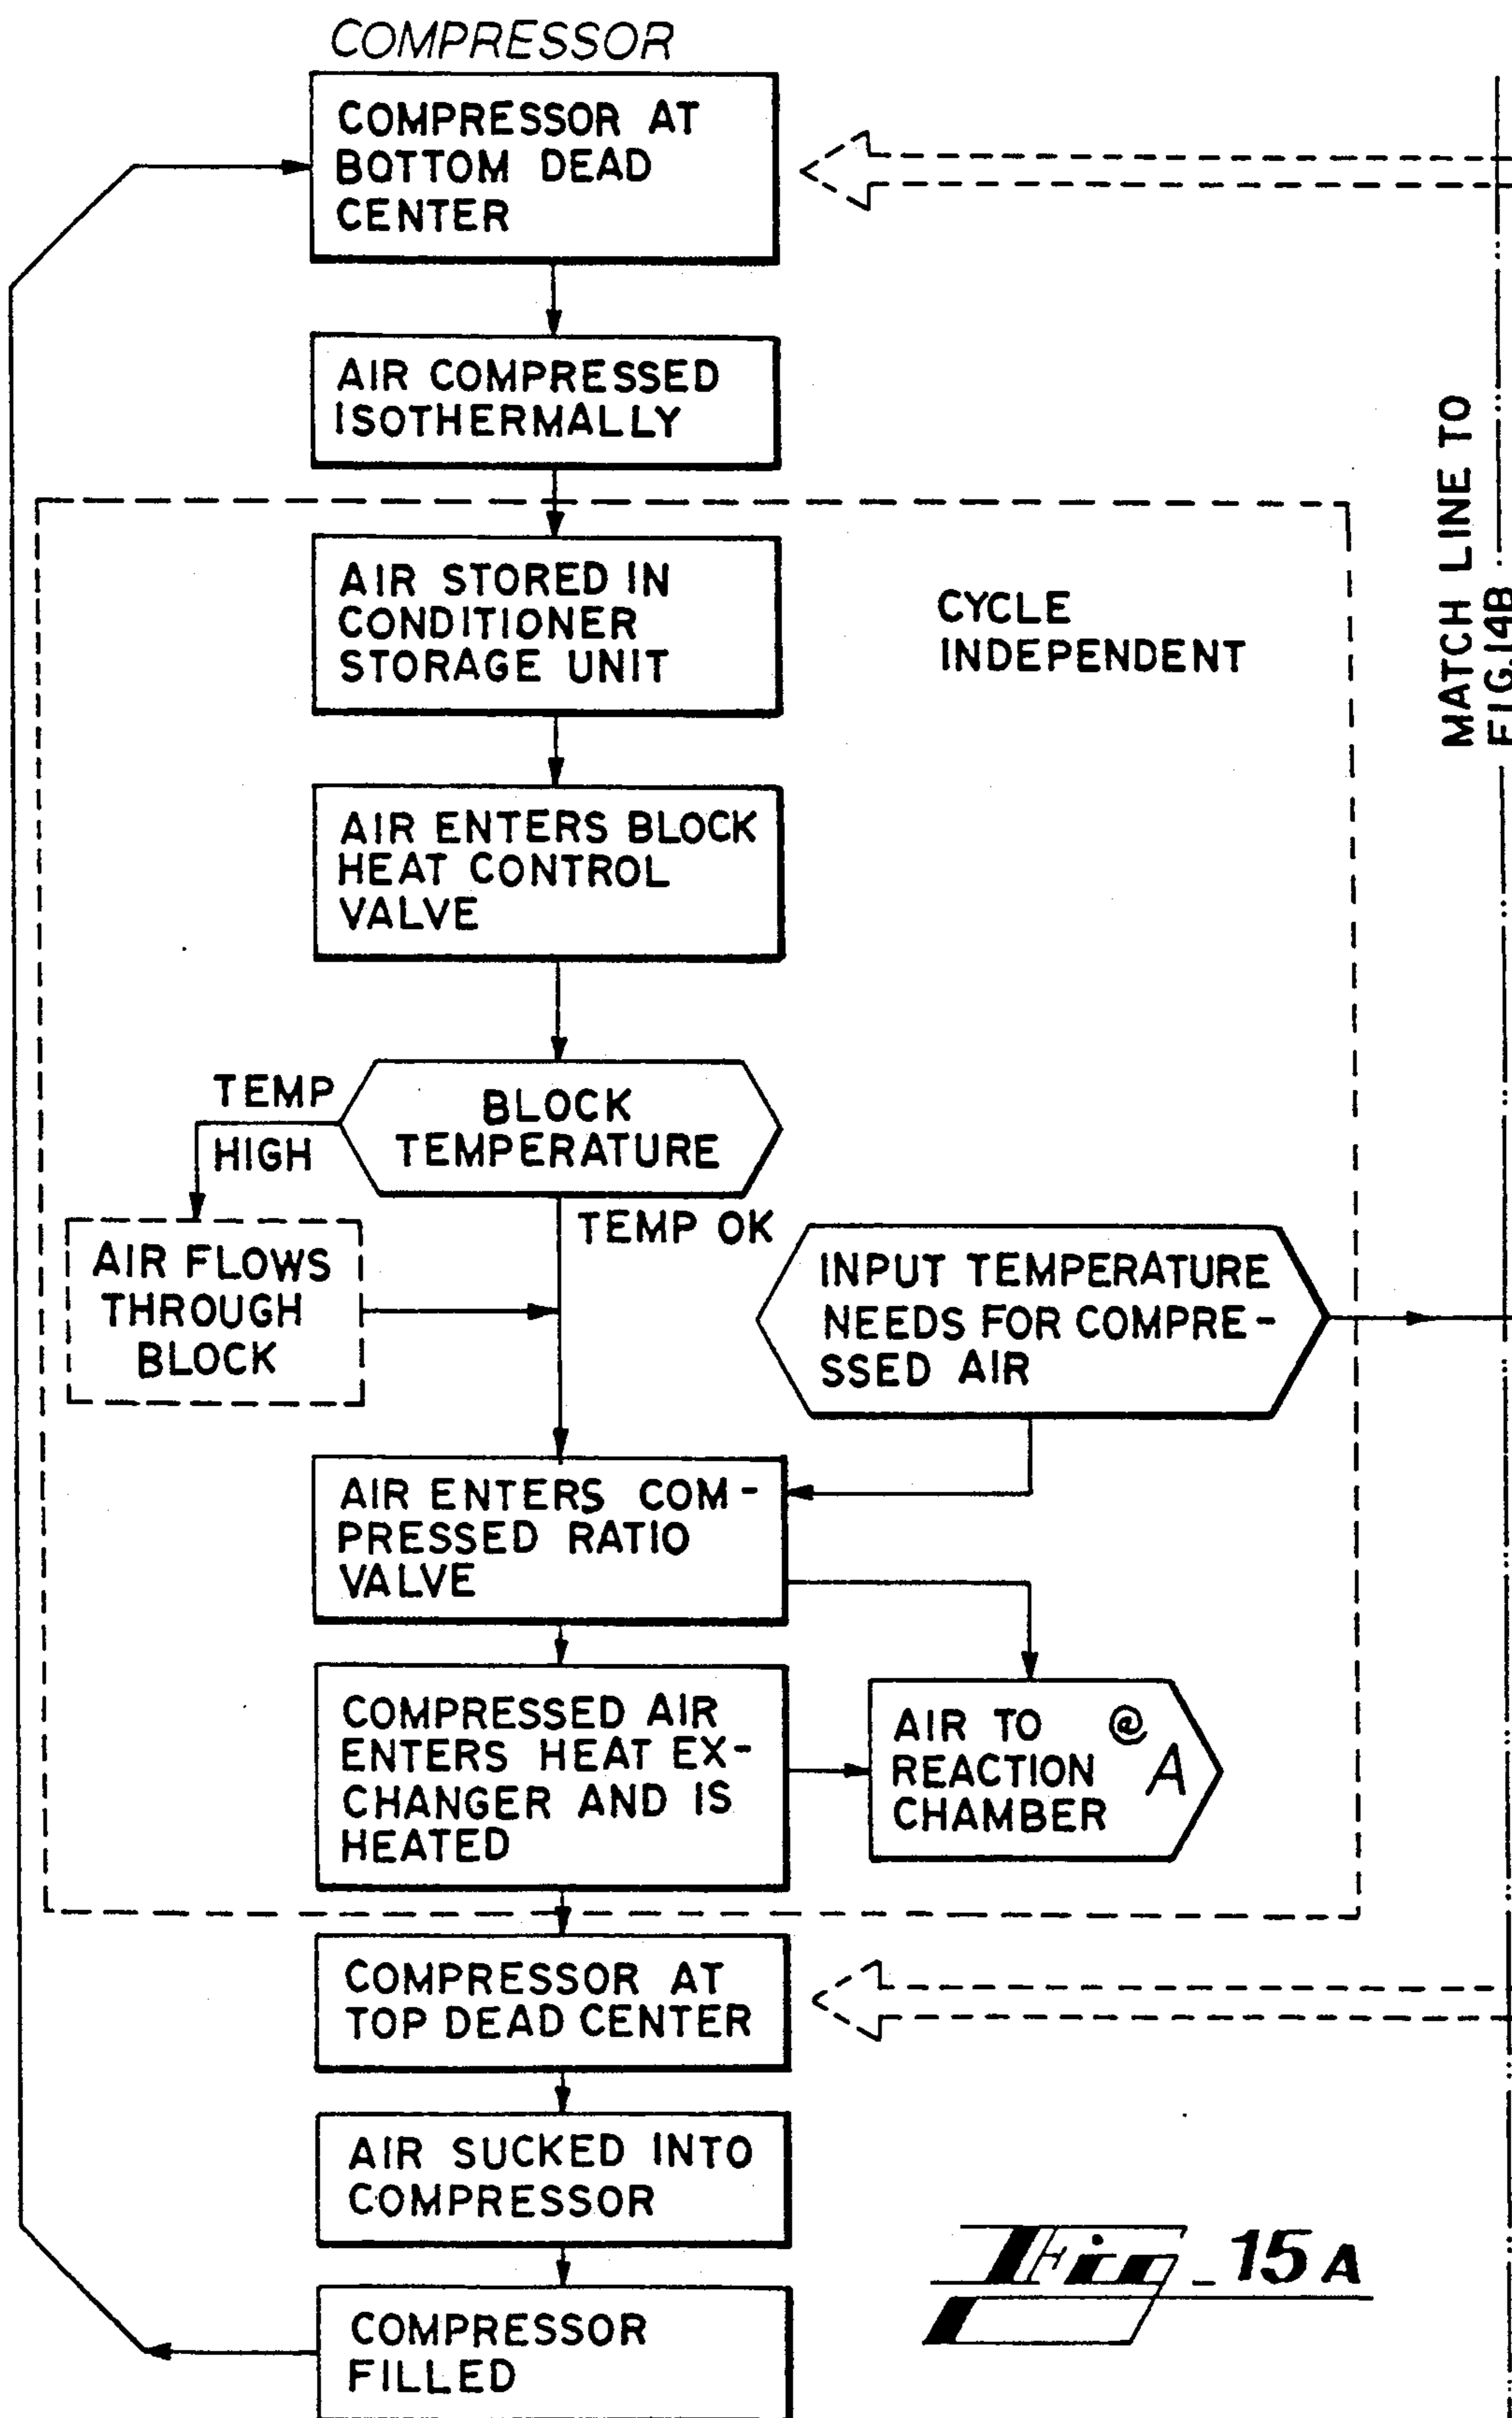 COMPRESSOR
COMPRESSOR AT
BOTTOM DEAD
CENTER
AIR COMPRESSED
ISOTHERMALLY
MATCH LINE TO
FIG.14B
AIR STORED IN
CONDITIONER
STORAGE UNIT
CYCLE
INDEPENDENT
AIR ENTERS BLOCK
HEAT CONTROL
VALVE
BLOCK
TEMPERATURE
TEMP
HIGH
TEMP OK
AIR FLOWS
THROUGH
BLOCK
INPUT TEMPERATURE
NEEDS FOR COMPRE-
SSED AIR
AIR ENTERS COM-
PRESSED RATIO
VALVE
COMPRESSED AIR
ENTERS HEAT EX-
CHANGER AND IS
HEATED
AIR TO @
REACTION A
CHAMBER
COMPRESSOR AT
TOP DEAD CENTER
AIR SUCKED INTO
COMPRESSOR
COMPRESSOR
FILLED
Fig_15A